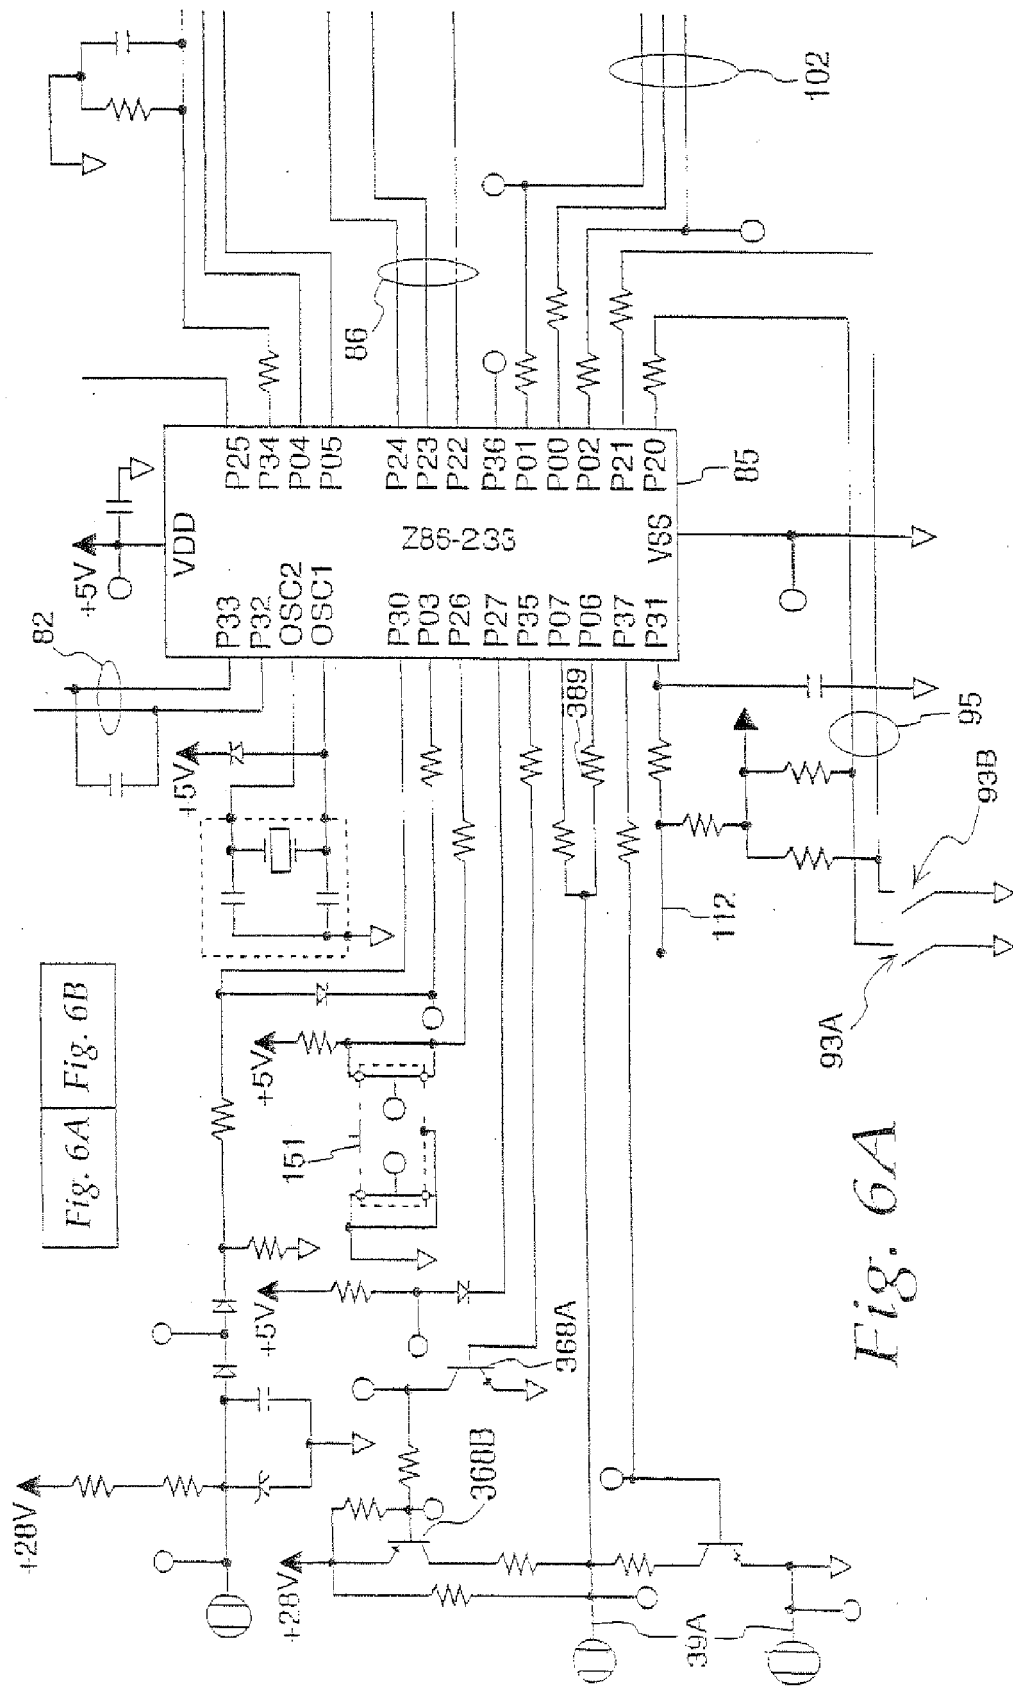 Fig. 6A
Fig. 6B
+28V
82
+5V
VDD
+5V
P33
P32
OSC2
OSC1
P30
P03
P26
P27
P35
P07
P06
P37
P31
P25
P34
P04
P05
P24
P23
P22
P36
P01
P00
P02
P21
P20
Z86-233
VSS
85
86
102
389
+5V
151
+5V
+28V
368B
368A
39A
112
95
93B
93A
Fig. 6A